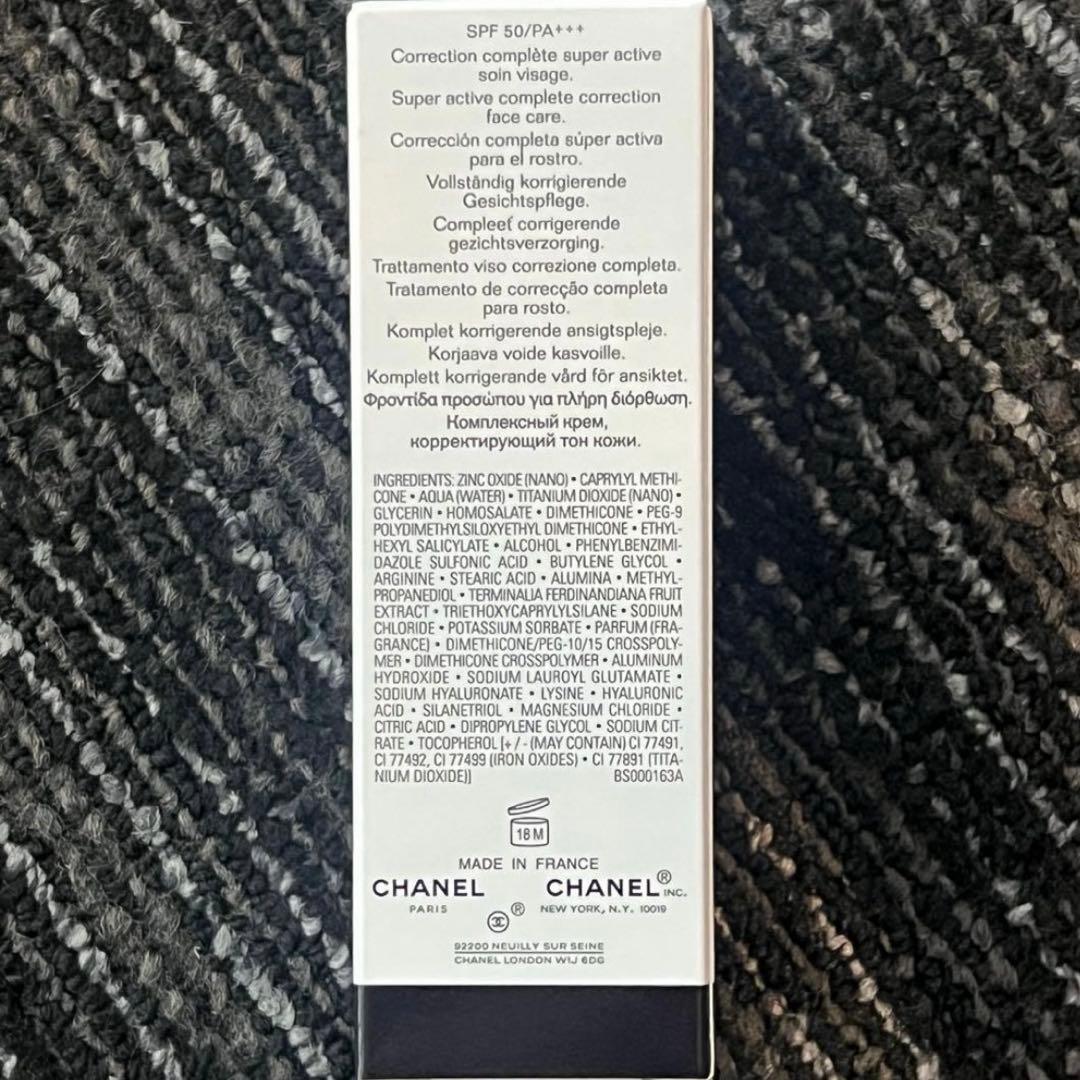 SPF 50/PA+++
Correction complète super active
soin visage.
Super active complete correction
face care.
Corrección completa súper activa
para el rostro.
Vollständig korrigierende
Gesichtspflege.
Compleet corrigerende
gezichtsverzorging.
Trattamento viso correzione completa.
Tratamento de correcção completa
para rosto.
Komplet korrigerende ansigtspleje.
Korjaava voide kasvoille.
Komplett korrigerande vård för ansiktet.
Φροντίδα προσώπου για πλήρη διόρθωση.
Комплексный крем,
корректирующий тон кожи.
INGREDIENTS: ZINC OXIDE (NANO) • CAPRYLYL METHI-
CONE • AQUA (WATER) • TITANIUM DIOXIDE (NANO) •
GLYCERIN • HOMOSALATE • DIMETHICONE • PEG-9
POLYDIMETHYLSILOXYETHYL DIMETHICONE • ETHYL-
HEXYL SALICYLATE • ALCOHOL • PHENYLBENZIMI-
DAZOLE SULFONIC ACID • BUTYLENE GLYCOL •
ARGININE • STEARIC ACID • ALUMINA • METHYL-
PROPANEDIOL • TERMINALIA FERDINANDIANA FRUIT
EXTRACT • TRIETHOXYCAPRYLYLSILANE • SODIUM
CHLORIDE • POTASSIUM SORBATE • PARFUM (FRA-
GRANCE) • DIMETHICONE/PEG-10/15 CROSSPOLY-
MER • DIMETHICONE CROSSPOLYMER • ALUMINUM
HYDROXIDE • SODIUM LAUROYL GLUTAMATE •
SODIUM HYALURONATE • LYSINE • HYALURONIC
ACID • SILANETRIOL • MAGNESIUM CHLORIDE •
CITRIC ACID • DIPROPYLENE GLYCOL • SODIUM CIT-
RATE • TOCOPHEROL [+ / - (MAY CONTAIN) CI 77491,
CI 77492, CI 77499 (IRON OXIDES) • CI 77891 (TITA-
NIUM DIOXIDE)] BS000163A
18 M
MADE IN FRANCE
CHANEL CHANEL® INC.
PARIS ® NEW YORK, N.Y. 10019
92200 NEUILLY SUR SEINE
CHANEL LONDON W1J 6DG